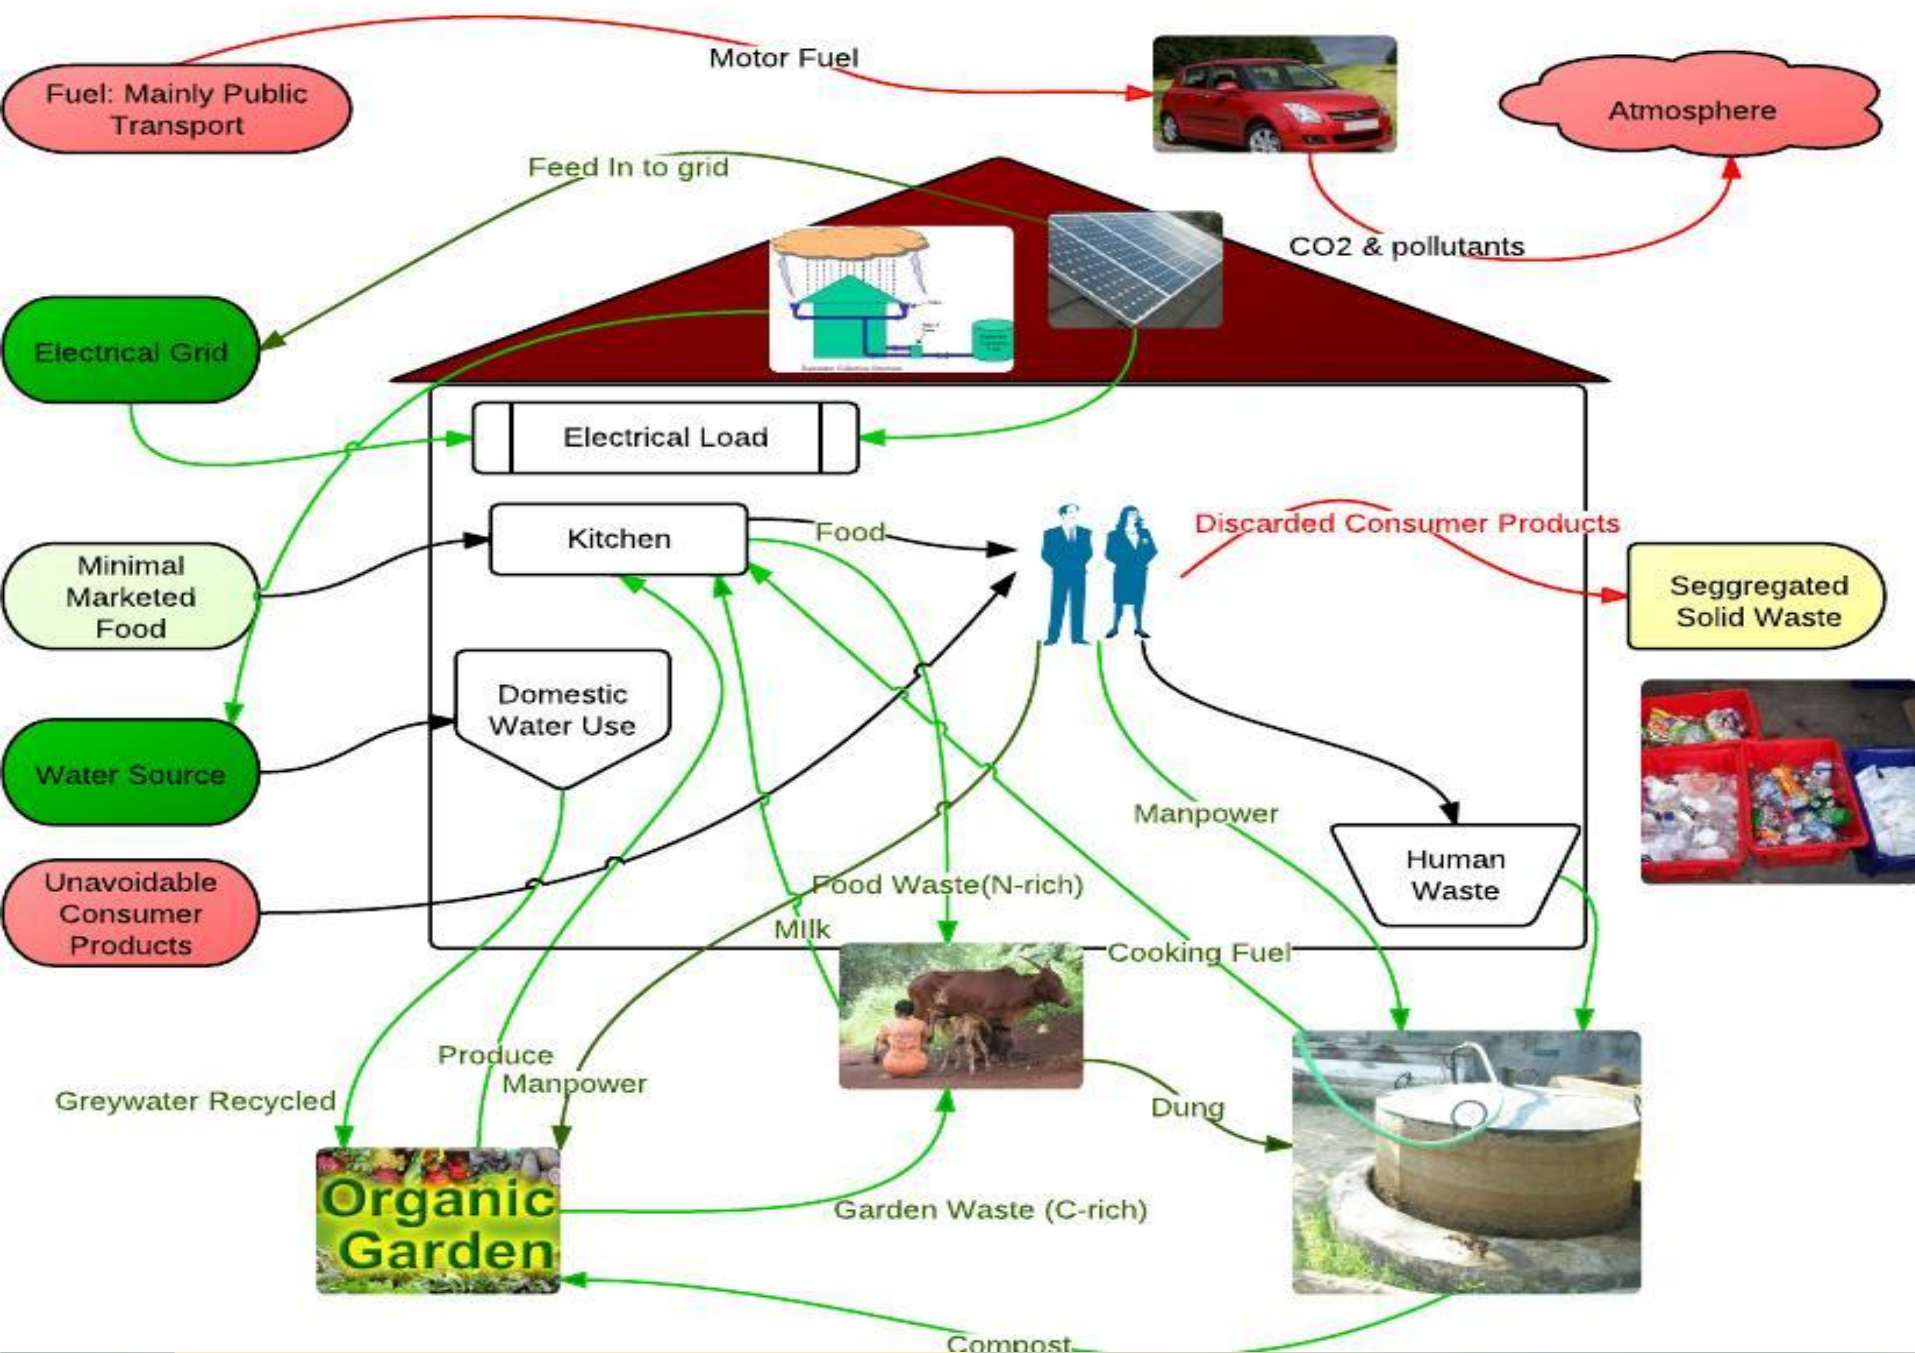 Motor Fuel
Fuel: Mainly Public
Transport
Atmosphere
Feed In to grid
CO2 & pollutants
Electrical Grid
Electrical Load
Discarded Consumer Products
Food
Kitchen
Minimal
Marketed
Food
Seggregated
Solid Waste
Domestic
Water Use
Water Source
Manpower
Human
Waste
Unavoidable
Consumer
Products
Food Waste(N-rich)
MIlk
Cooking Fuel
Produce
Manpower
Greywater Recycled
Dung
Organic
Garden
Garden Waste (C-rich)
Compost